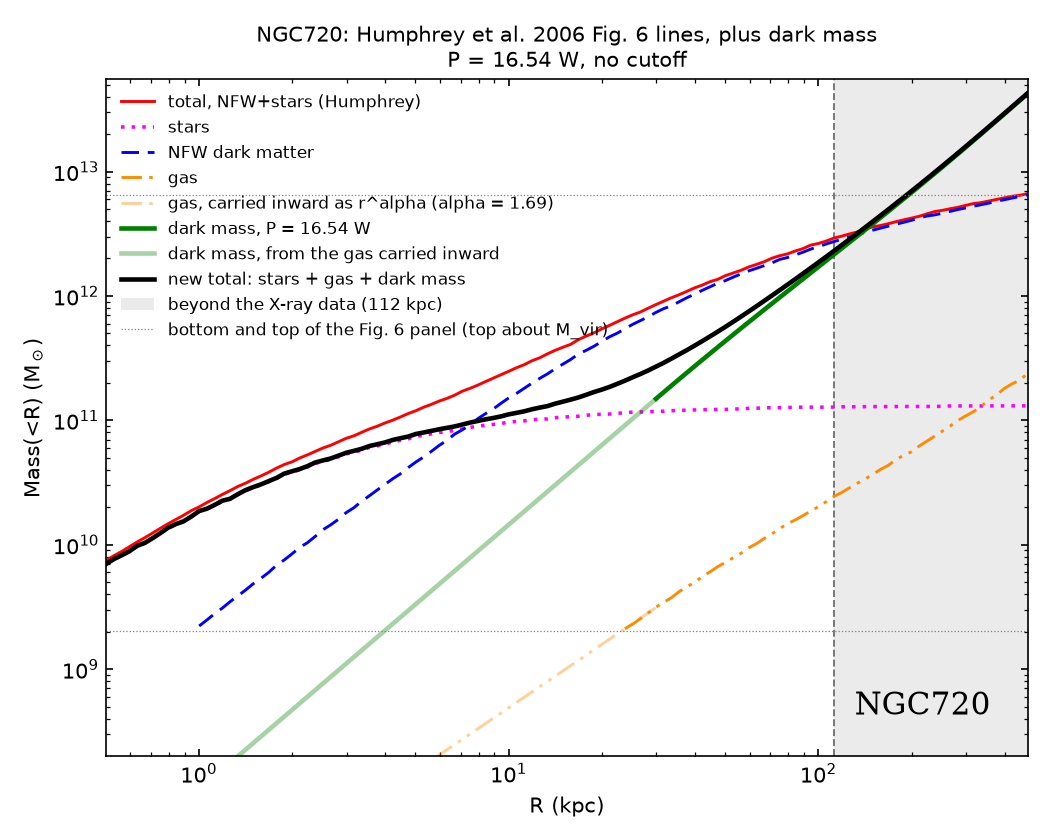 NGC720: Humphrey et al. 2006 Fig. 6 lines, plus dark mass
P = 16.54 W, no cutoff
total, NFW+stars (Humphrey)
stars
NFW dark matter
gas
gas, carried inward as r^alpha (alpha = 1.69)
dark mass, P = 16.54 W
dark mass, from the gas carried inward
new total: stars + gas + dark mass
beyond the X-ray data (112 kpc)
bottom and top of the Fig. 6 panel (top about M_vir)
Mass(<R) (M☉)
10¹³
10¹²
10¹¹
10¹⁰
10⁹
NGC720
10⁰ 10¹ 10²
R (kpc)